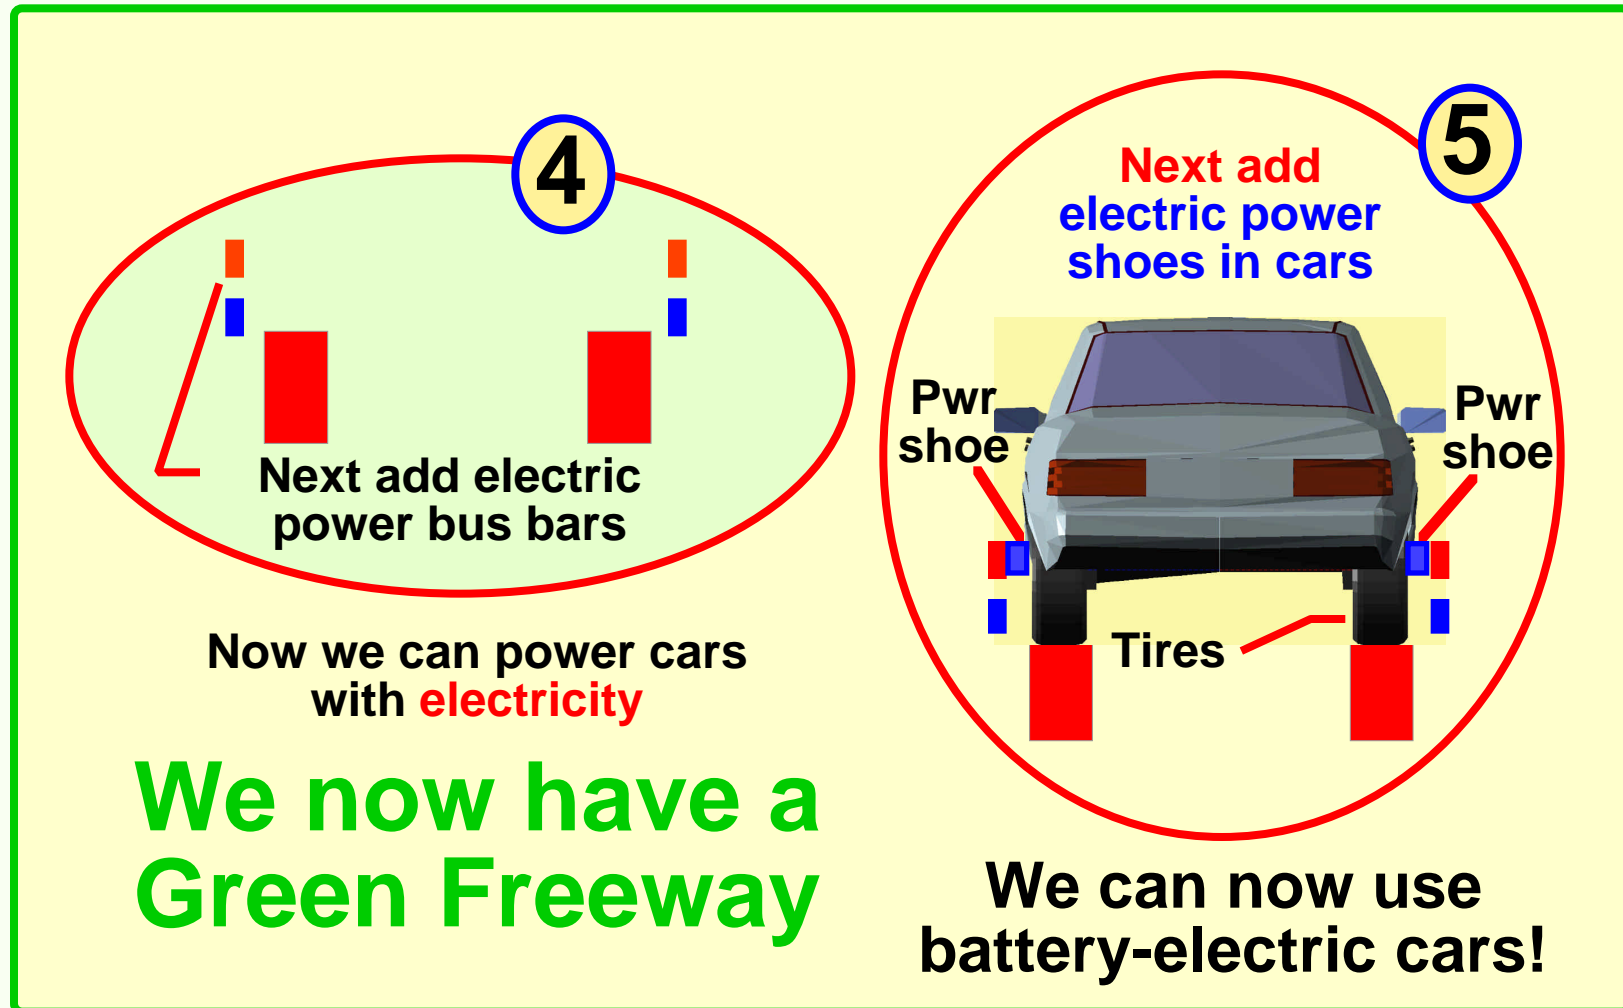 4
Next add electric
power bus bars
Now we can power cars
with electricity
We now have a
Green Freeway
5
Next add
electric power
shoes in cars
Pwr
shoe
Pwr
shoe
Tires
We can now use
battery-electric cars!